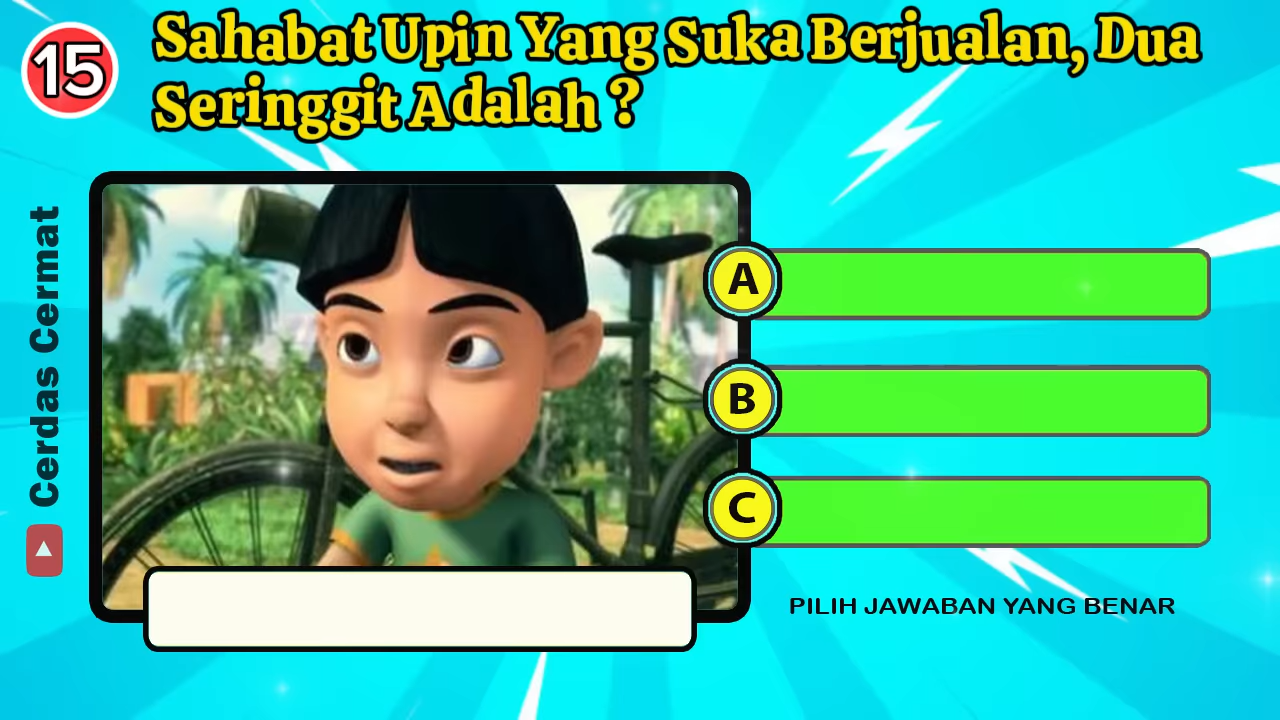 15
Sahabat Upin Yang Suka Berjualan, Dua
Seringgit Adalah ?
Cerdas Cermat
A
B
C
PILIH JAWABAN YANG BENAR